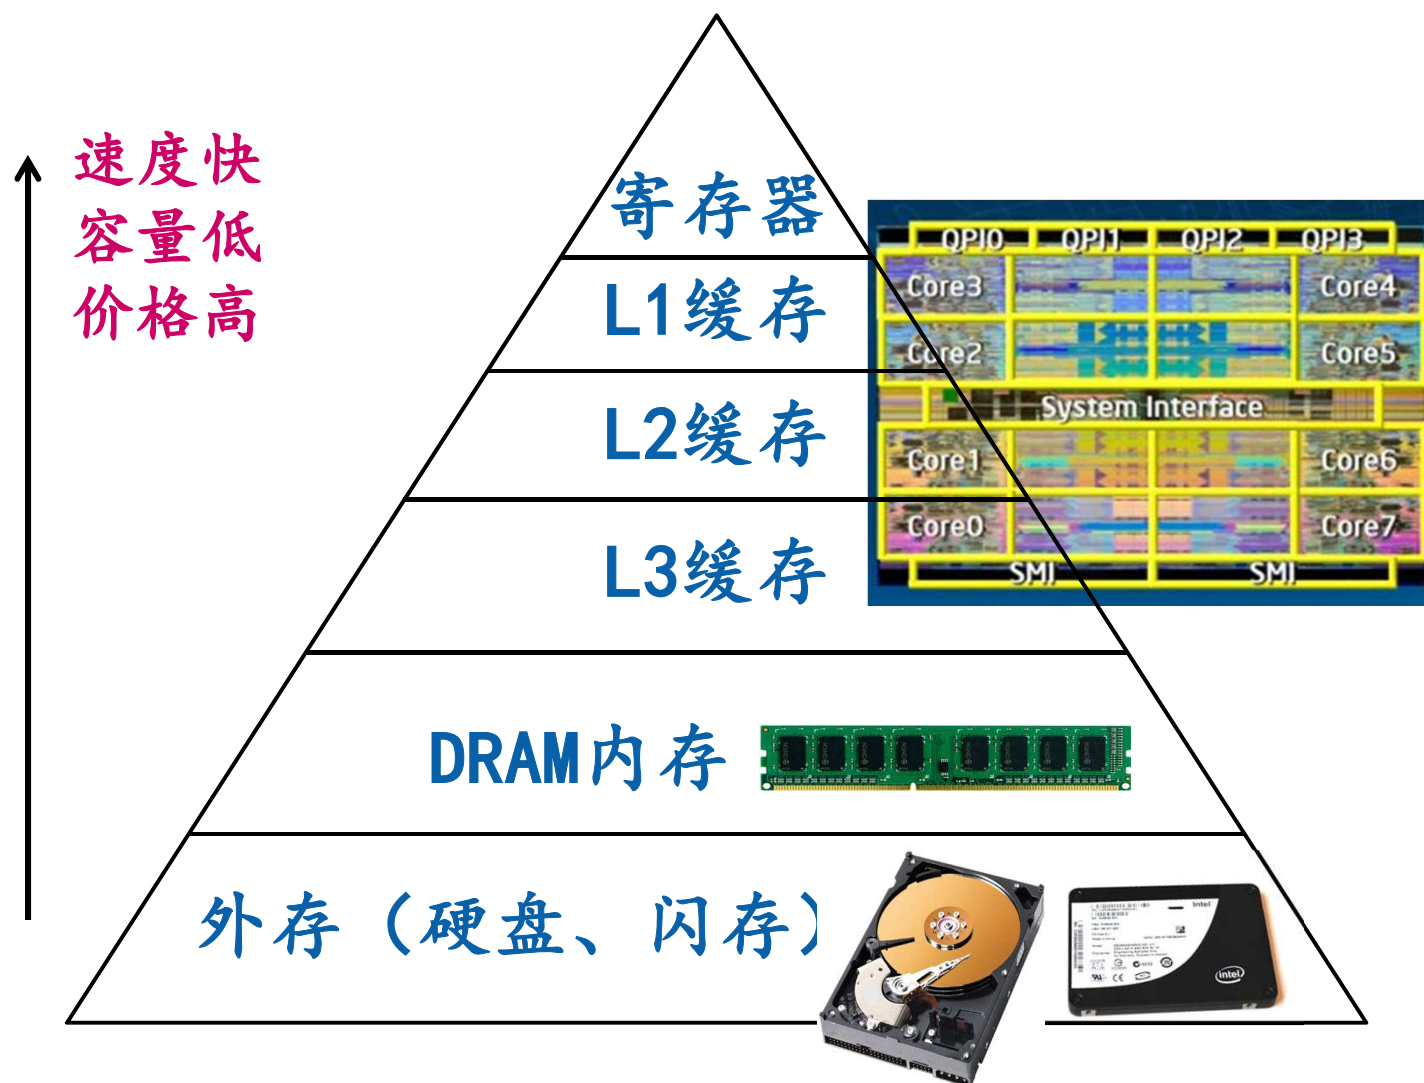 速度快
容量低
价格高
寄存器
L1缓存
L2缓存
L3缓存
DRAM内存
外存（硬盘、闪存）
QPI0 QPI1 QPI2 QPI3
Core3 Core4
Core2 Core5
System Interface
Core1 Core6
Core0 Core7
SMI SMI
intel
intel